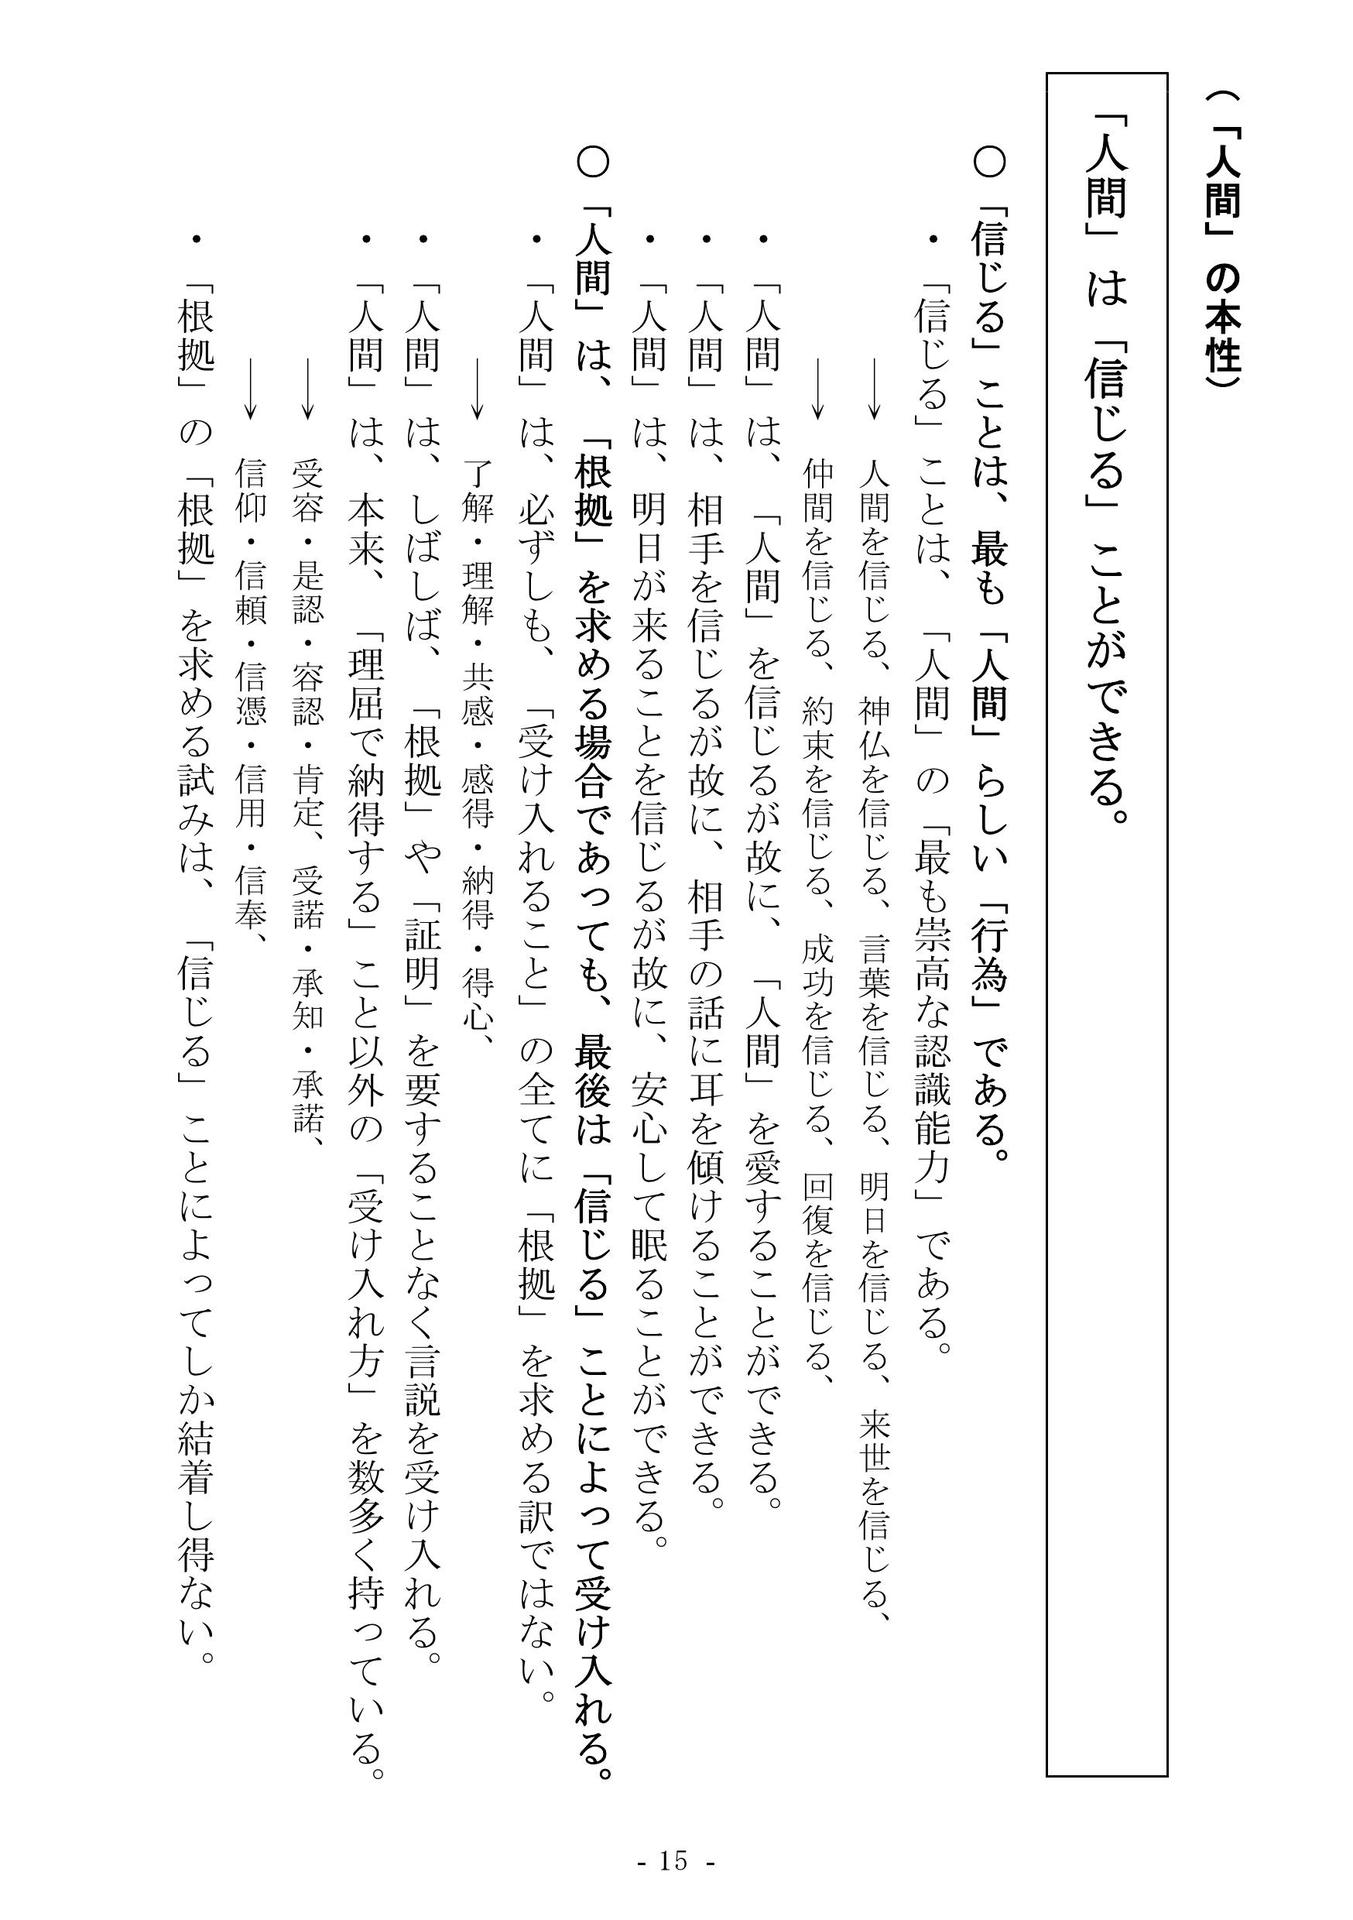 （「人間」の本性）
「人間」は「信じる」ことができる。
○「信じる」ことは、最も「人間」らしい「行為」である。
・「信じる」ことは、「人間」の「最も崇高な認識能力」である。
→ 人間を信じる、神仏を信じる、言葉を信じる、明日を信じる、来世を信じる、
→ 仲間を信じる、約束を信じる、成功を信じる、回復を信じる、
・「人間」は、「人間」を信じるが故に、「人間」を愛することができる。
・「人間」は、相手を信じるが故に、相手の話に耳を傾けることができる。
・「人間」は、明日が来ることを信じるが故に、安心して眠ることができる。
○「人間」は、「根拠」を求める場合であっても、最後は「信じる」ことによって受け入れる。
・「人間」は、必ずしも、「受け入れること」の全てに「根拠」を求める訳ではない。
→ 了解・理解・共感・感得・納得・得心、
・「人間」は、しばしば、「根拠」や「証明」を要することなく言説を受け入れる。
・「人間」は、本来、「理屈で納得する」こと以外の「受け入れ方」を数多く持っている。
→ 受容・是認・容認・肯定、受諾・承知・承諾、
→ 信仰・信頼・信憑・信用・信奉、
・「根拠」の「根拠」を求める試みは、「信じる」ことによってしか結着し得ない。
- 15 -